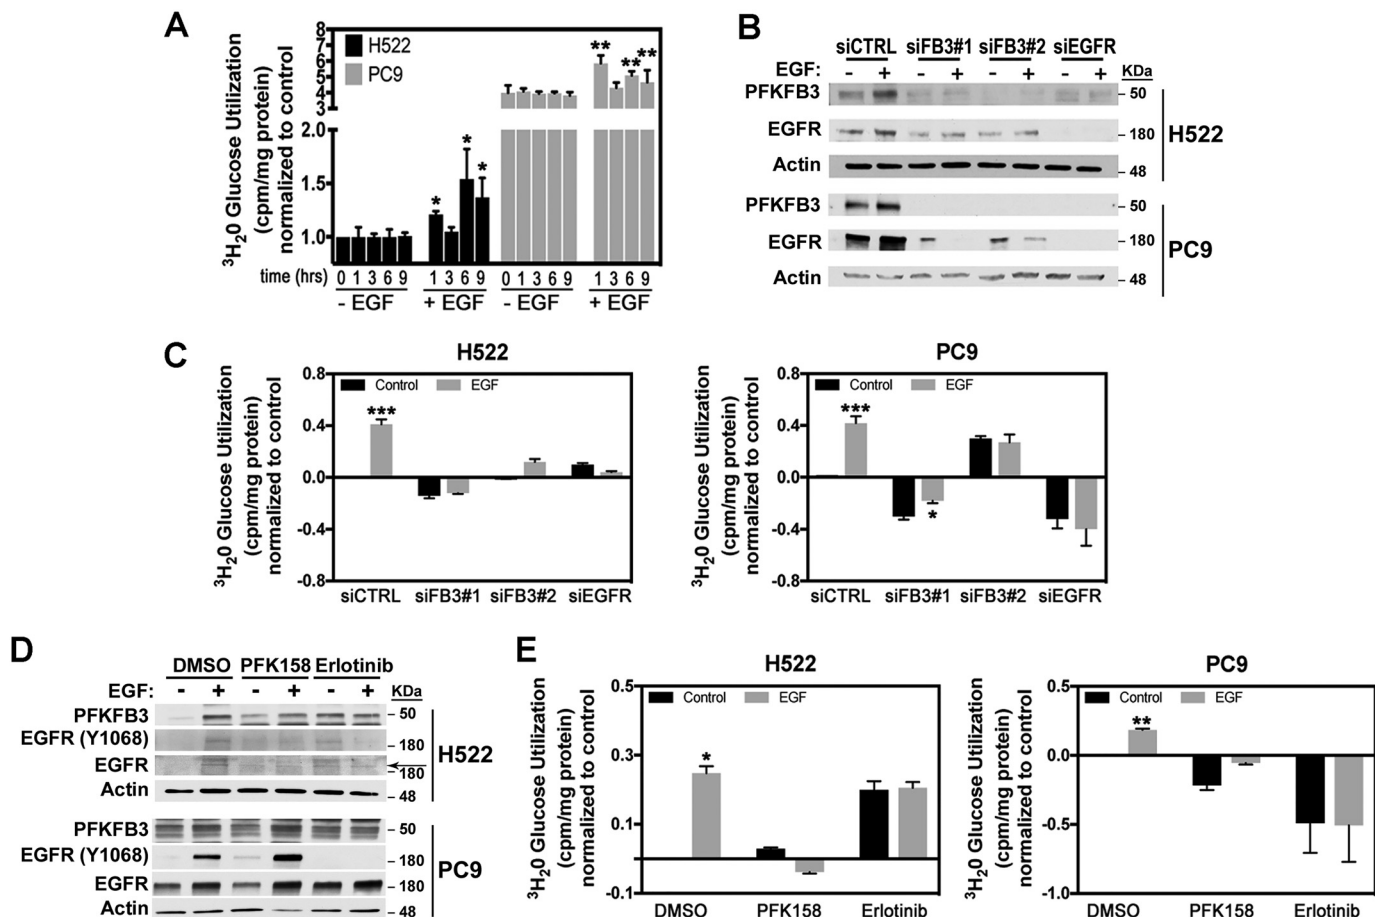 A
³H₂0 Glucose Utilization
(cpm/mg protein)
normalized to control
8
7
6
5
4
3
2.0
1.5
1.0
H522
PC9
* * * ** ** **
time (hrs) 0 1 3 6 9 1 3 6 9 0 1 3 6 9 1 3 6 9
- EGF + EGF - EGF + EGF
B
siCTRL siFB3#1 siFB3#2 siEGFR
EGF: - + - + - + - + KDa
PFKFB3 - 50
EGFR - 180
Actin - 48
H522
PFKFB3 - 50
EGFR - 180
Actin - 48
PC9
C
H522
³H₂0 Glucose Utilization
(cpm/mg protein)
normalized to control
0.8
0.4
0.0
-0.4
-0.8
Control EGF
***
siCTRL siFB3#1 siFB3#2 siEGFR
PC9
³H₂0 Glucose Utilization
(cpm/mg protein)
normalized to control
0.8
0.4
0.0
-0.4
-0.8
Control EGF
***
*
siCTRL siFB3#1 siFB3#2 siEGFR
D
DMSO PFK158 Erlotinib
EGF: - + - + - + KDa
PFKFB3 - 50
EGFR (Y1068) - 180
EGFR - 180
Actin - 48
H522
PFKFB3 - 50
EGFR (Y1068) - 180
EGFR - 180
Actin - 48
PC9
E
H522
³H₂0 Glucose Utilization
(cpm/mg protein)
normalized to control
0.5
0.3
0.1
-0.1
Control EGF
*
DMSO PFK158 Erlotinib
PC9
³H₂0 Glucose Utilization
(cpm/mg protein)
normalized to control
0.5
0.0
-0.5
-1.0
Control EGF
**
DMSO PFK158 Erlotinib